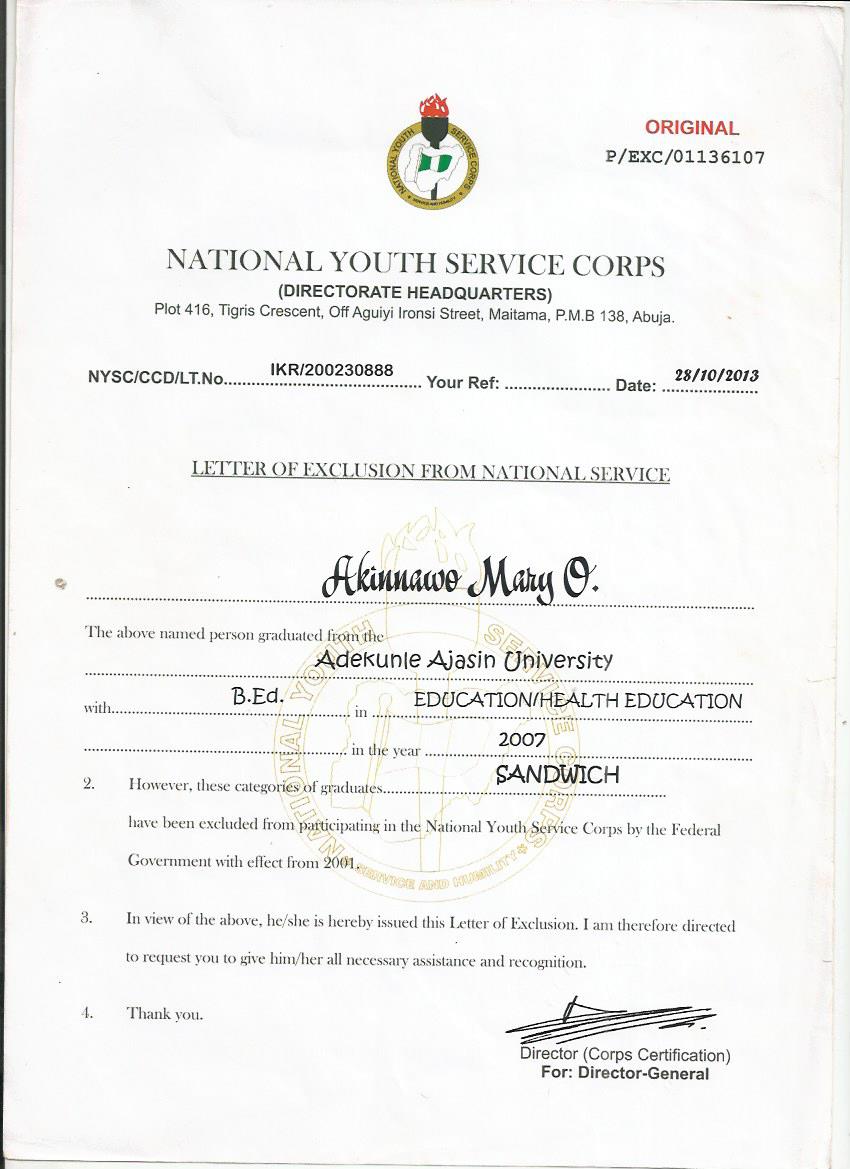 NATIONAL YOUTH SERVICE CORPS
SERVICE AND HUMILITY
ORIGINAL
P/EXC/01136107
NATIONAL YOUTH SERVICE CORPS
(DIRECTORATE HEADQUARTERS)
Plot 416, Tigris Crescent, Off Aguiyi Ironsi Street, Maitama, P.M.B 138, Abuja.
NYSC/CCD/LT.No. IKR/200230888 Your Ref: ........................ Date: 28/10/2013
LETTER OF EXCLUSION FROM NATIONAL SERVICE
Akinnawo Mary O.
The above named person graduated from the
Adekunle Ajasin University
with B.Ed. in EDUCATION/HEALTH EDUCATION
in the year 2007
2. However, these categories of graduates SANDWICH
have been excluded from participating in the National Youth Service Corps by the Federal
Government with effect from 2001.
NATIONAL YOUTH SERVICE CORPS
SERVICE AND HUMILITY
3. In view of the above, he/she is hereby issued this Letter of Exclusion. I am therefore directed
to request you to give him/her all necessary assistance and recognition.
4. Thank you.
Director (Corps Certification)
For: Director-General